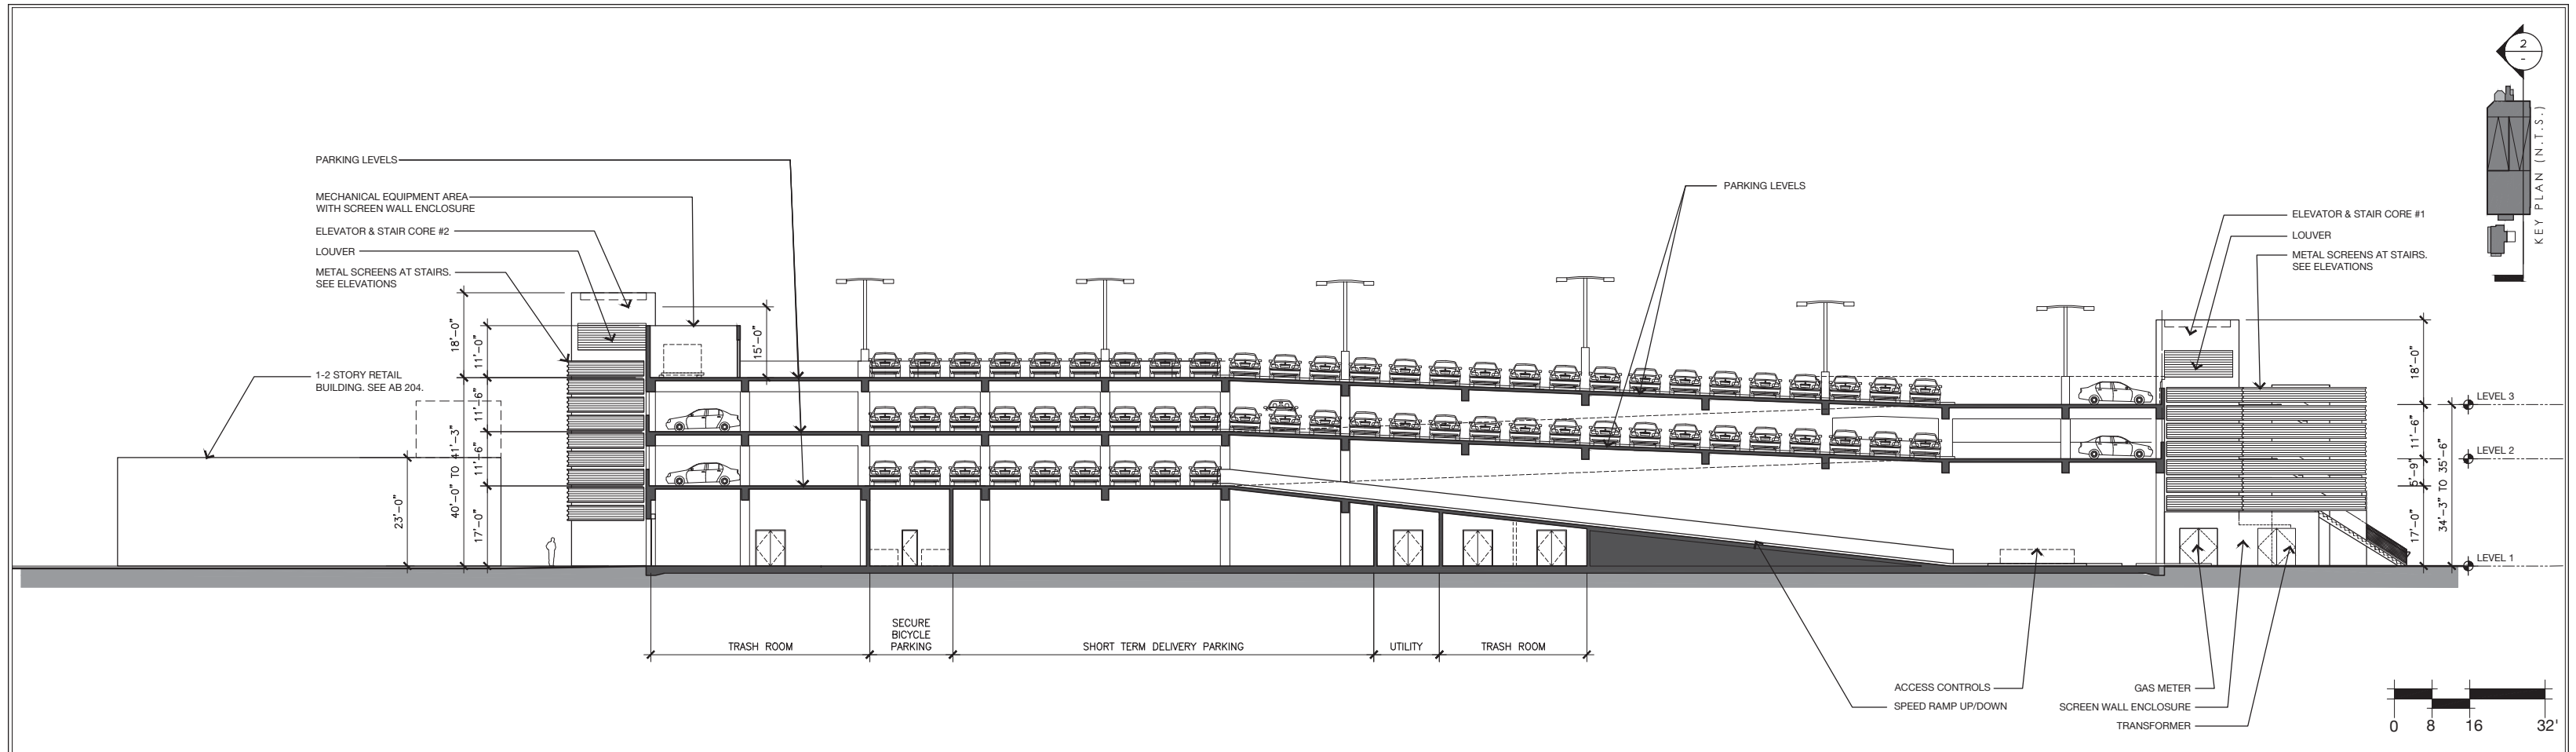 2
-
KEY PLAN (N.T.S.)
PARKING LEVELS
MECHANICAL EQUIPMENT AREA
WITH SCREEN WALL ENCLOSURE
ELEVATOR & STAIR CORE #2
LOUVER
METAL SCREENS AT STAIRS.
SEE ELEVATIONS
1-2 STORY RETAIL
BUILDING. SEE AB 204.
PARKING LEVELS
ELEVATOR & STAIR CORE #1
LOUVER
METAL SCREENS AT STAIRS.
SEE ELEVATIONS
23'-0"
18'-0"
40'-0" TO 41'-3"
11'-0"
11'-6"
11'-6"
17'-0"
15'-0"
18'-0"
11'-6"
5'-9"
17'-0"
34'-3" TO 35'-6"
LEVEL 3
LEVEL 2
LEVEL 1
TRASH ROOM
SECURE
BICYCLE
PARKING
SHORT TERM DELIVERY PARKING
UTILITY
TRASH ROOM
ACCESS CONTROLS
SPEED RAMP UP/DOWN
GAS METER
SCREEN WALL ENCLOSURE
TRANSFORMER
0 8 16 32'